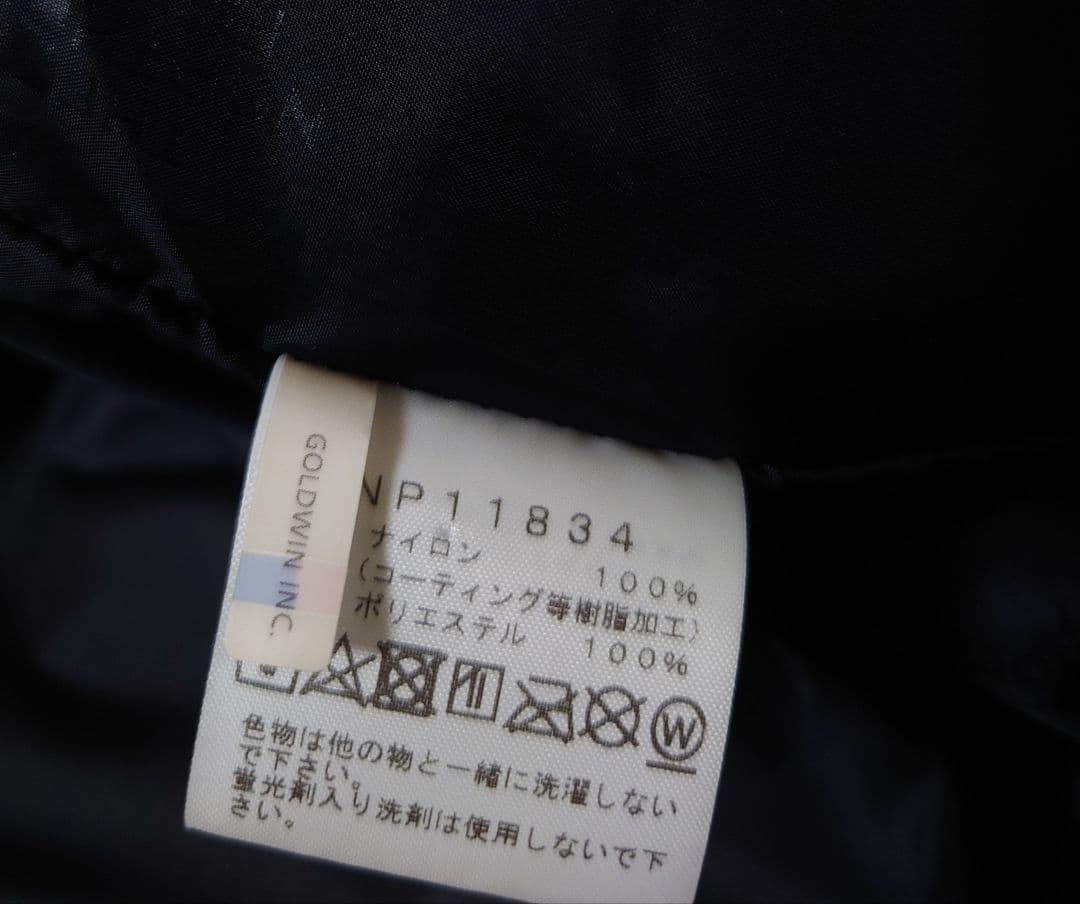 GOLDWIN INC.
NP11834
ナイロン 100%
(コーティング等樹脂加工)
ポリエステル 100%
W
色物は他の物と一緒に洗濯しない
で下さい。
蛍光剤入り洗剤は使用しないで下
さい。